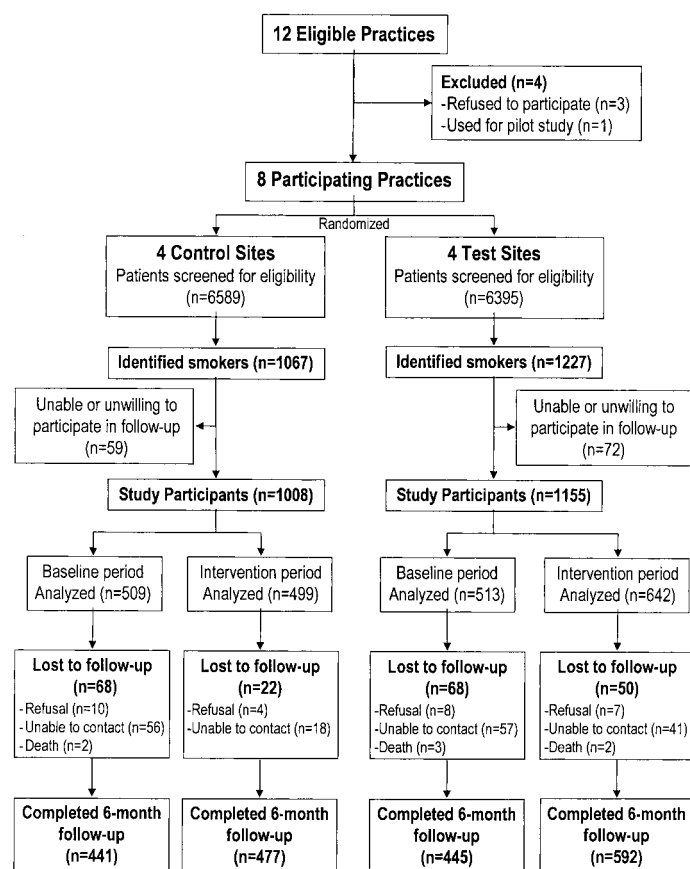 12 Eligible Practices
Excluded (n=4)
-Refused to participate (n=3)
-Used for pilot study (n=1)
8 Participating Practices
Randomized
4 Control Sites
Patients screened for eligibility
(n=6589)
4 Test Sites
Patients screened for eligibility
(n=6395)
Identified smokers (n=1067)
Identified smokers (n=1227)
Unable or unwilling to
participate in follow-up
(n=59)
Unable or unwilling to
participate in follow-up
(n=72)
Study Participants (n=1008)
Study Participants (n=1155)
Baseline period
Analyzed (n=509)
Intervention period
Analyzed (n=499)
Baseline period
Analyzed (n=513)
Intervention period
Analyzed (n=642)
Lost to follow-up
(n=68)
-Refusal (n=10)
-Unable to contact (n=56)
-Death (n=2)
Lost to follow-up
(n=22)
-Refusal (n=4)
-Unable to contact (n=18)
Lost to follow-up
(n=68)
-Refusal (n=8)
-Unable to contact (n=57)
-Death (n=3)
Lost to follow-up
(n=50)
-Refusal (n=7)
-Unable to contact (n=41)
-Death (n=2)
Completed 6-month
follow-up
(n=441)
Completed 6-month
follow-up
(n=477)
Completed 6-month
follow-up
(n=445)
Completed 6-month
follow-up
(n=592)